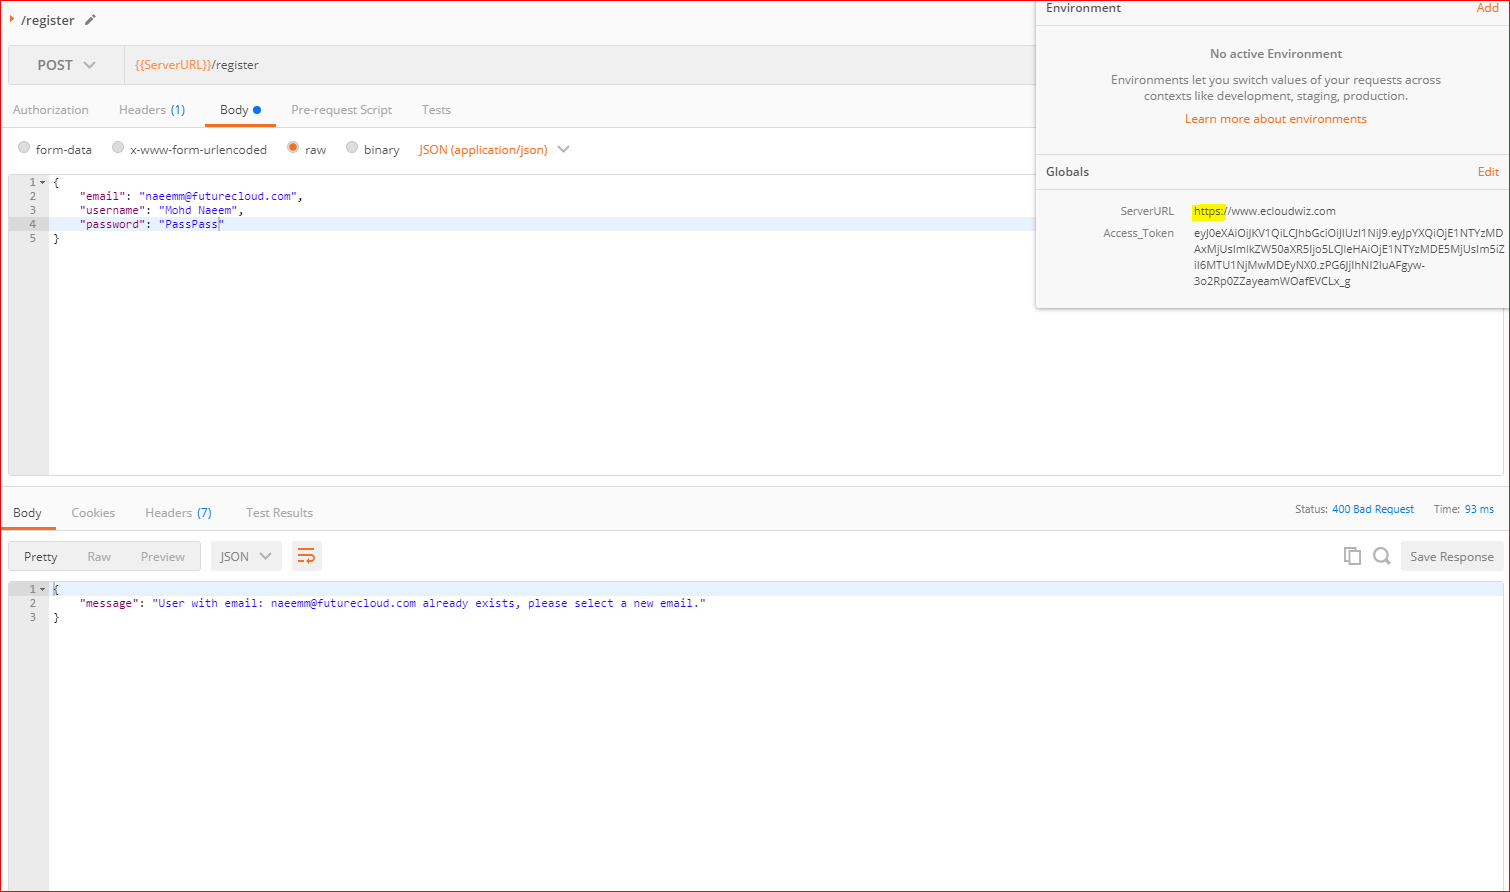 /register
POST
{{ServerURL}}/register
Authorization Headers (1) Body Pre-request Script Tests
form-data x-www-form-urlencoded raw binary JSON (application/json)
1 {
2 "email": "naeemm@futurecloud.com",
3 "username": "Mohd Naeem",
4 "password": "PassPass"
5 }
Environment Add
No active Environment
Environments let you switch values of your requests across
contexts like development, staging, production.
Learn more about environments
Globals Edit
ServerURL https://www.ecloudwiz.com
Access_Token
Body Cookies Headers (7) Test Results
Status: 400 Bad Request Time: 93 ms
Pretty Raw Preview JSON Save Response
1 {
2 "message": "User with email: naeemm@futurecloud.com already exists, please select a new email."
3 }